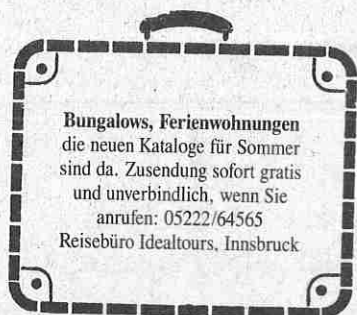 Bungalows, Ferienwohnungen
die neuen Kataloge für Sommer
sind da. Zusendung sofort gratis
und unverbindlich, wenn Sie
anrufen: 05222/64565
Reisebüro Idealtours, Innsbruck